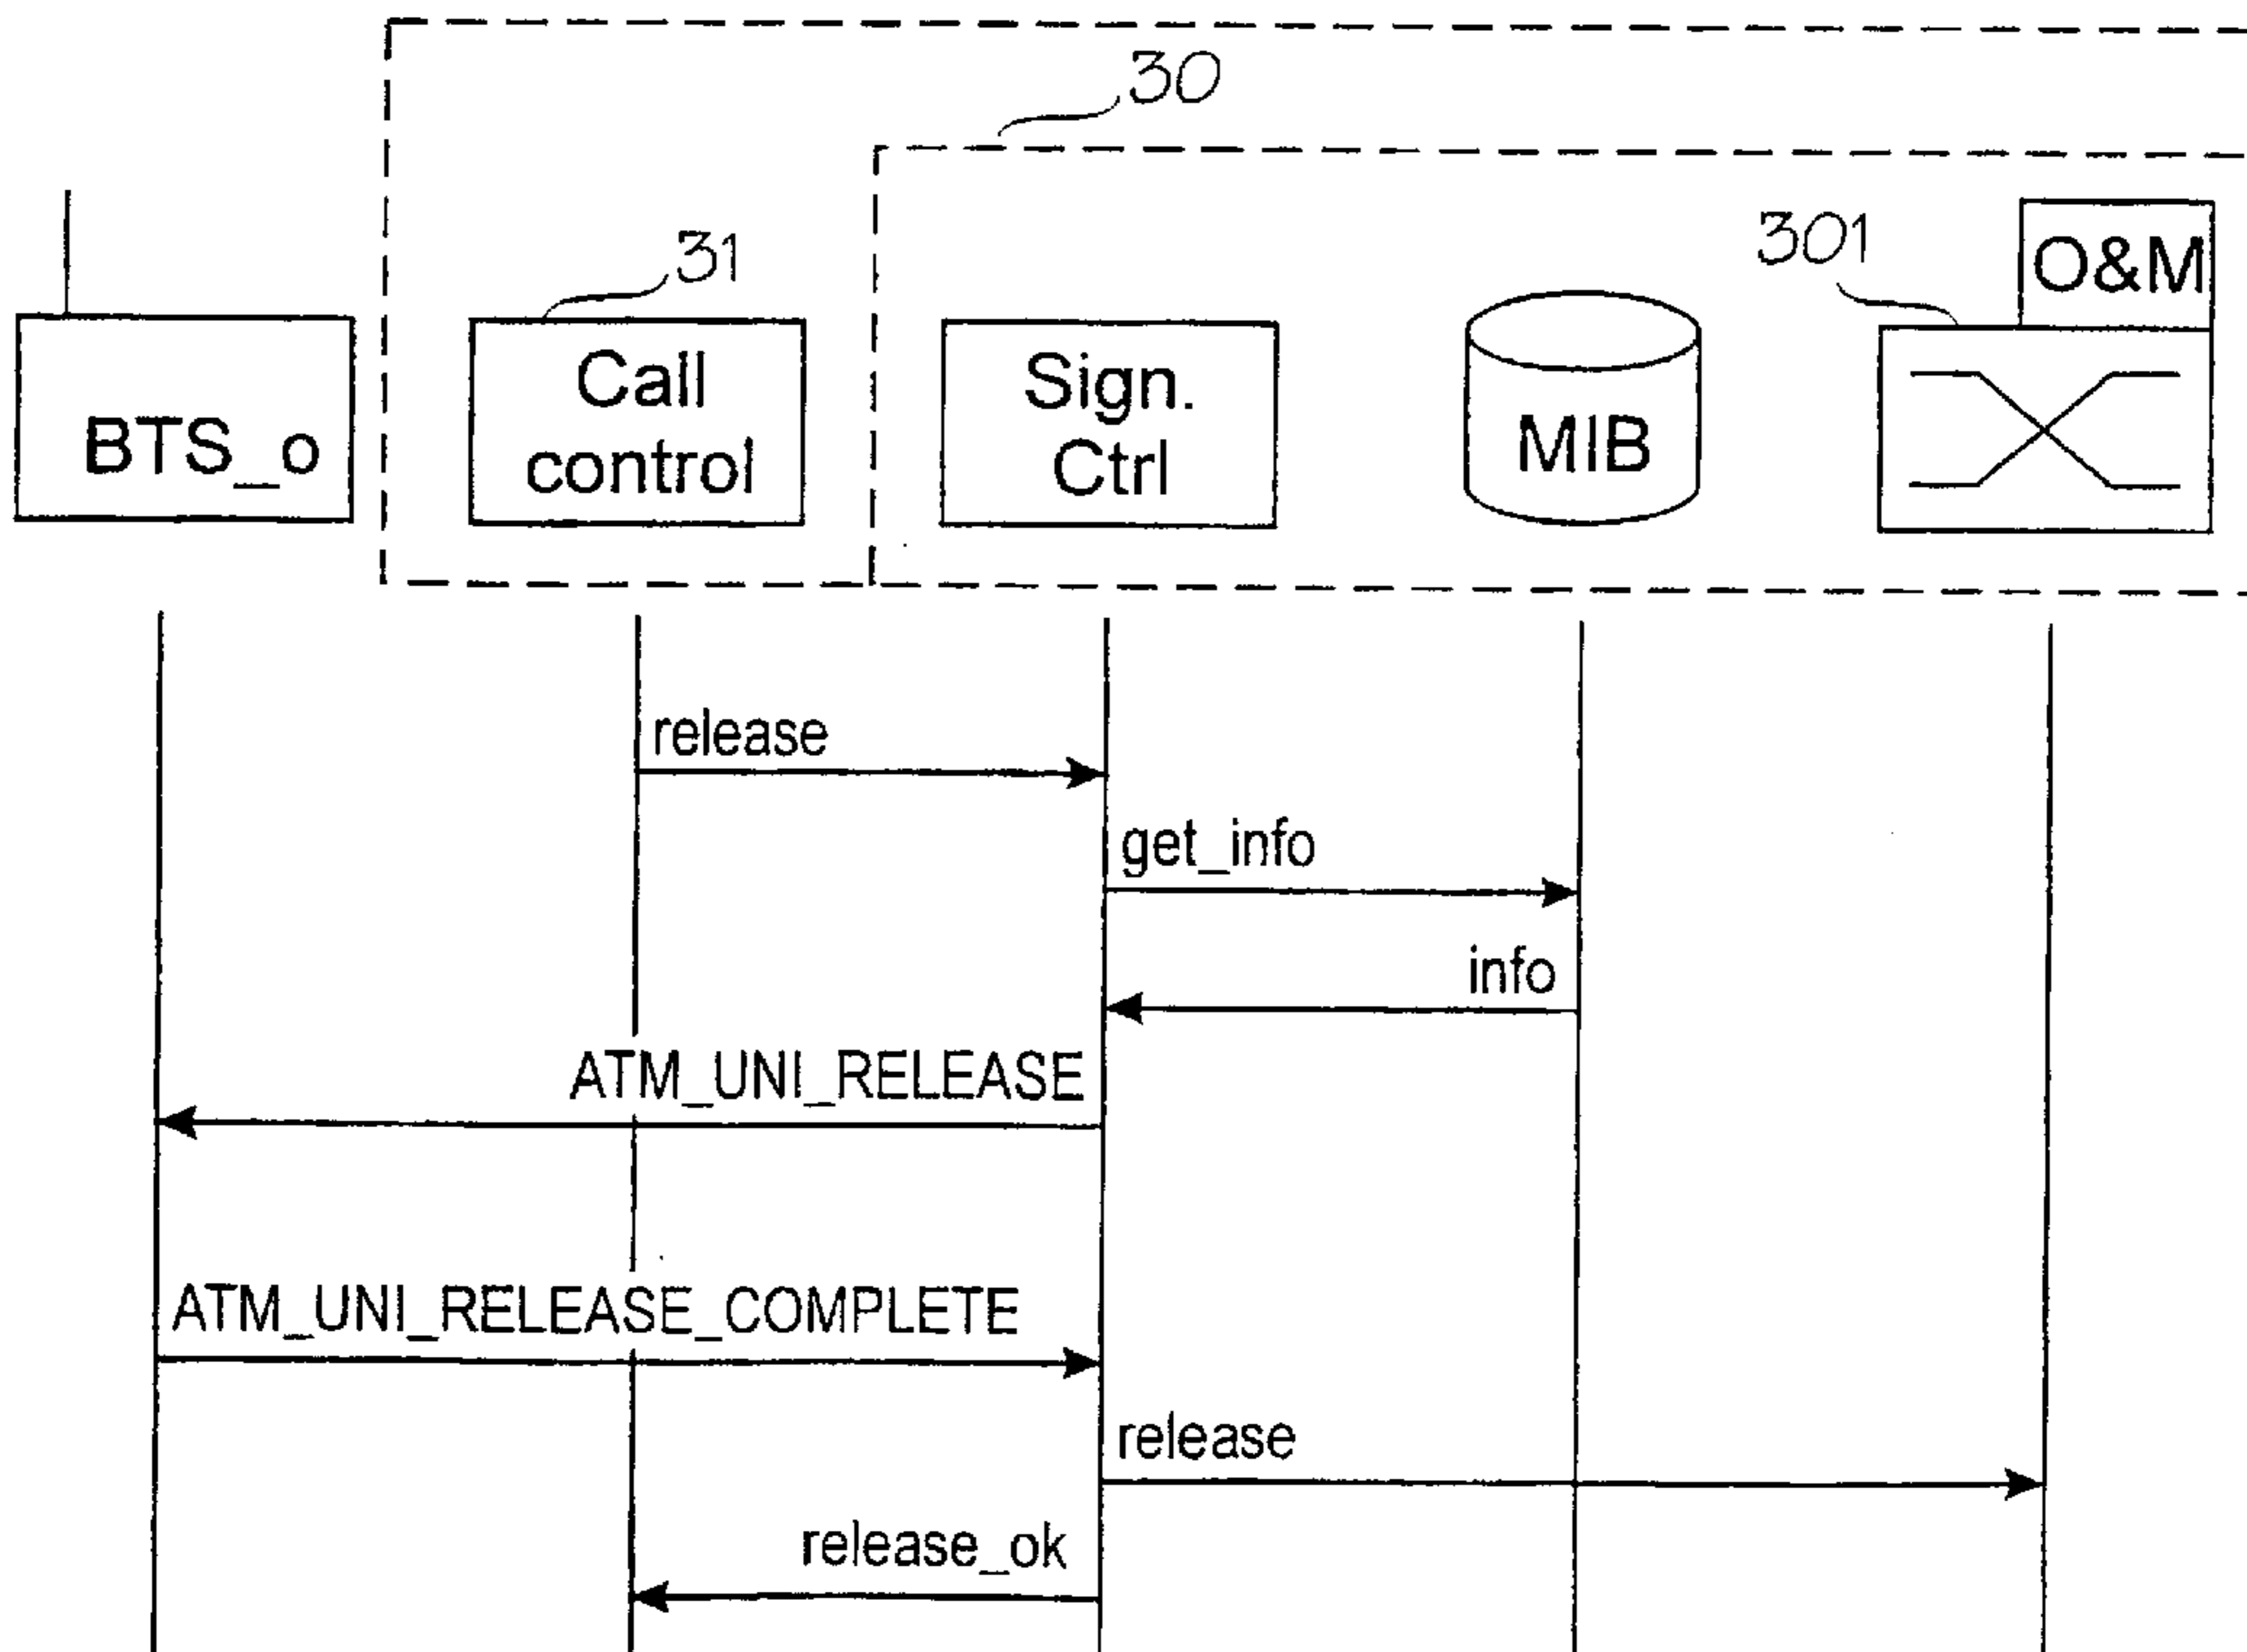 30
31
301
O&M
BTS_o
Call
control
Sign.
Ctrl
MIB
release
get_info
info
ATM_UNI_RELEASE
ATM_UNI_RELEASE_COMPLETE
release
release_ok